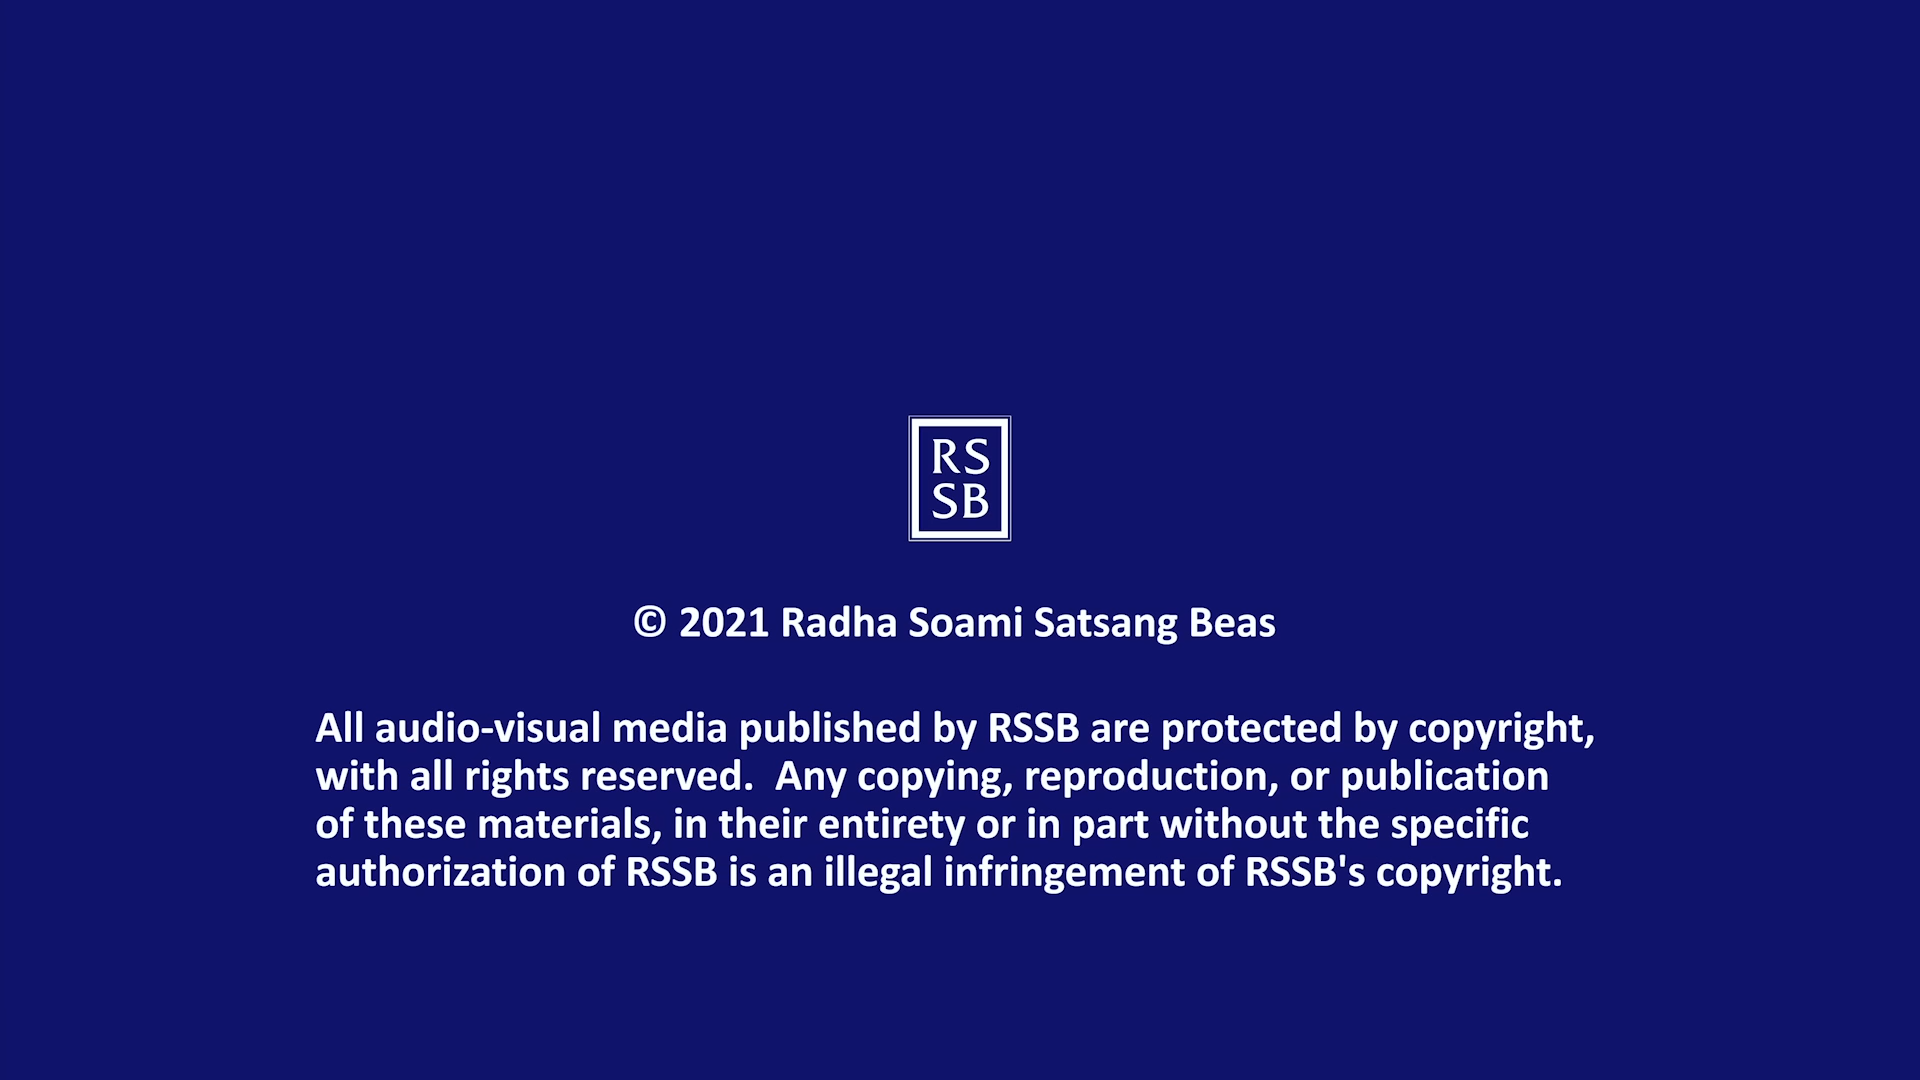 RS
SB
© 2021 Radha Soami Satsang Beas
All audio-visual media published by RSSB are protected by copyright,
with all rights reserved.  Any copying, reproduction, or publication
of these materials, in their entirety or in part without the specific
authorization of RSSB is an illegal infringement of RSSB's copyright.